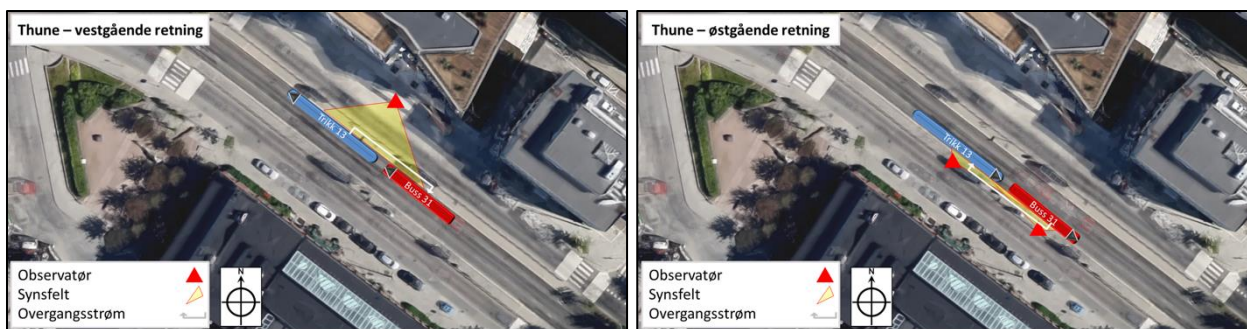 Thune – vestgående retning
Trikk 13
Buss 31
Observatør
Synsfelt
Overgangsstrøm
N
Thune – østgående retning
Trikk 13
Buss 31
Observatør
Synsfelt
Overgangsstrøm
N